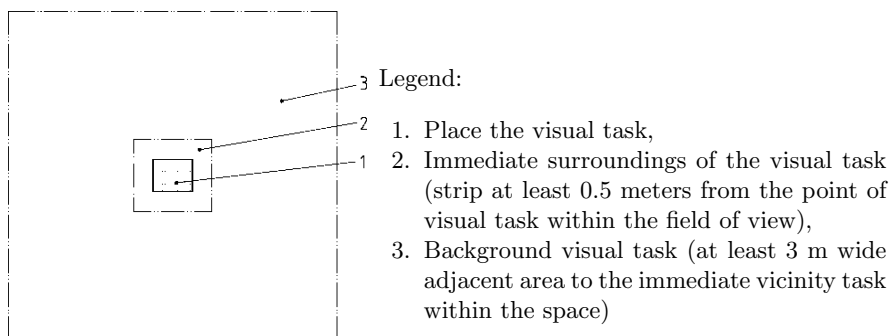 3
2
1
Legend:
1. Place the visual task,
2. Immediate surroundings of the visual task
(strip at least 0.5 meters from the point of
visual task within the field of view),
3. Background visual task (at least 3 m wide
adjacent area to the immediate vicinity task
within the space)